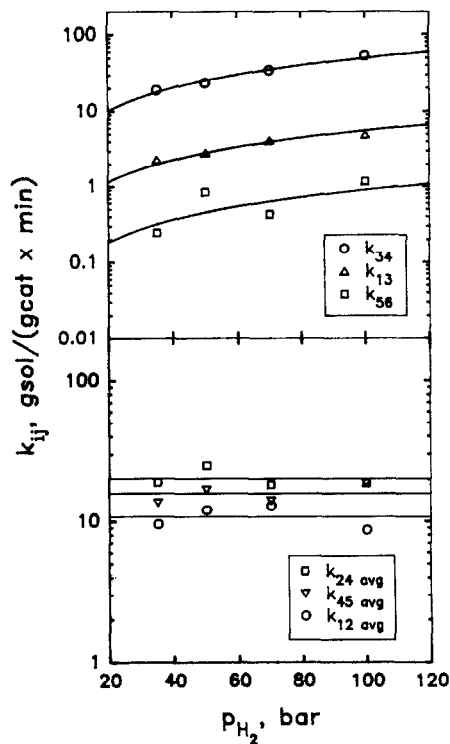 100
10
1
0.1
0.01
k34
k13
k56
kij, gsol/(gcat x min)
100
10
1
k24 avg
k45 avg
k12 avg
20 40 60 80 100 120
pH2, bar